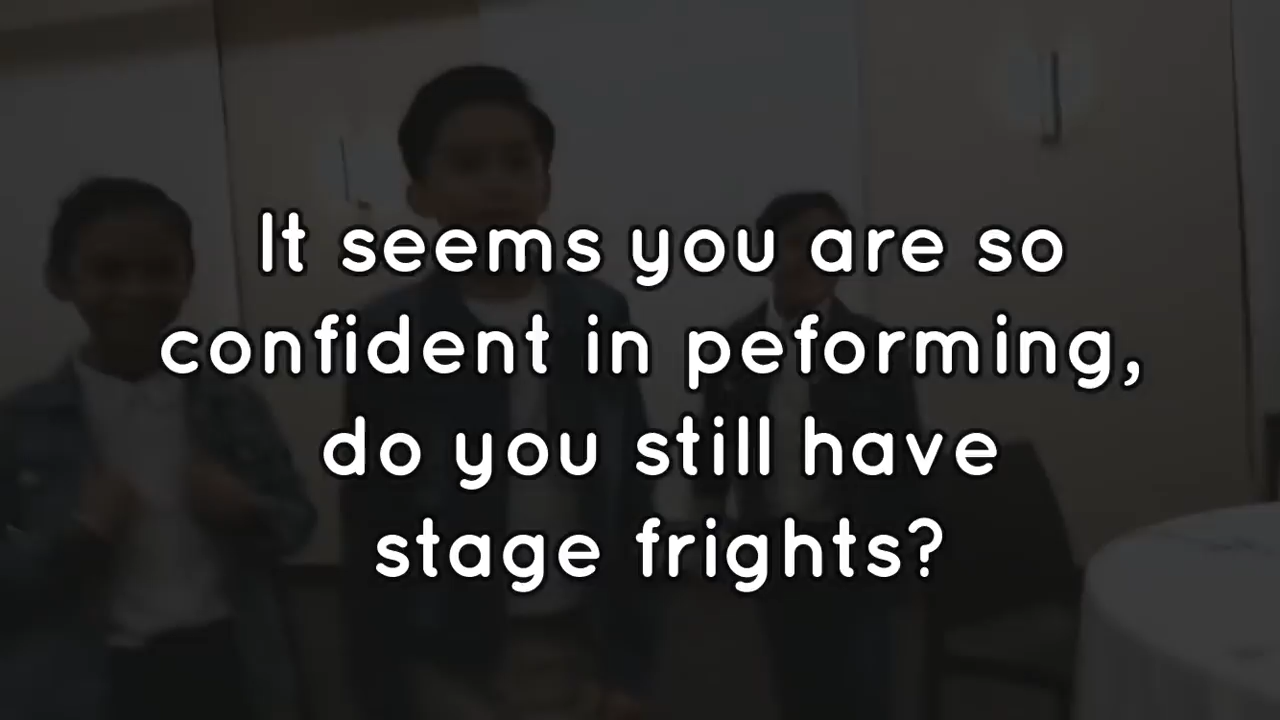 It seems you are so
confident in peforming,
do you still have
stage frights?